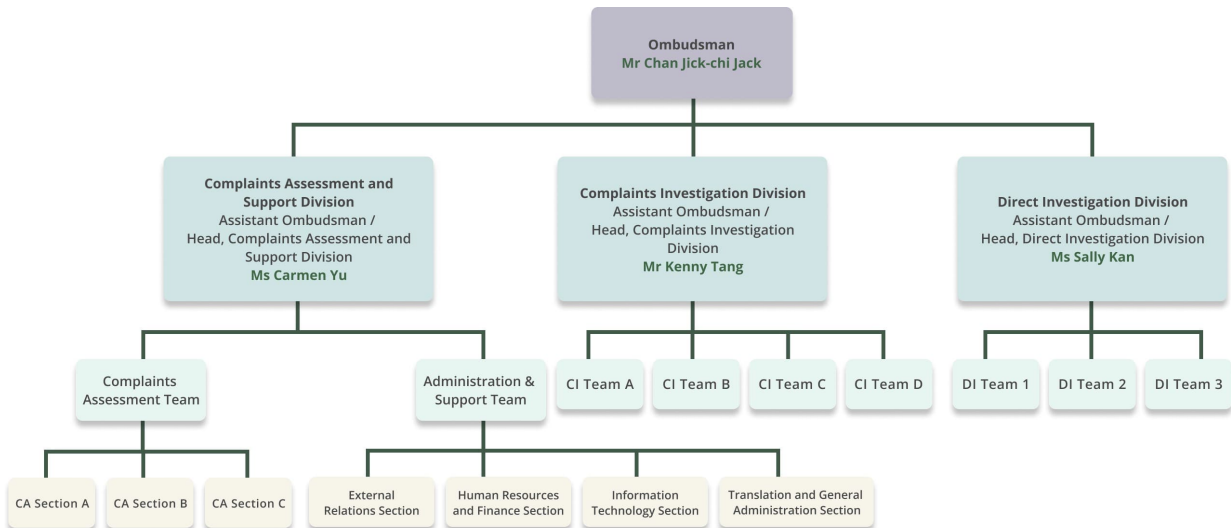 Ombudsman
Mr Chan Jick-chi Jack
Complaints Assessment and
Support Division
Assistant Ombudsman /
Head, Complaints Assessment and
Support Division
Ms Carmen Yu
Complaints Investigation Division
Assistant Ombudsman /
Head, Complaints Investigation
Division
Mr Kenny Tang
Direct Investigation Division
Assistant Ombudsman /
Head, Direct Investigation Division
Ms Sally Kan
Complaints
Assessment Team
Administration &
Support Team
CI Team A
CI Team B
CI Team C
CI Team D
DI Team 1
DI Team 2
DI Team 3
CA Section A
CA Section B
CA Section C
External
Relations Section
Human Resources
and Finance Section
Information
Technology Section
Translation and General
Administration Section